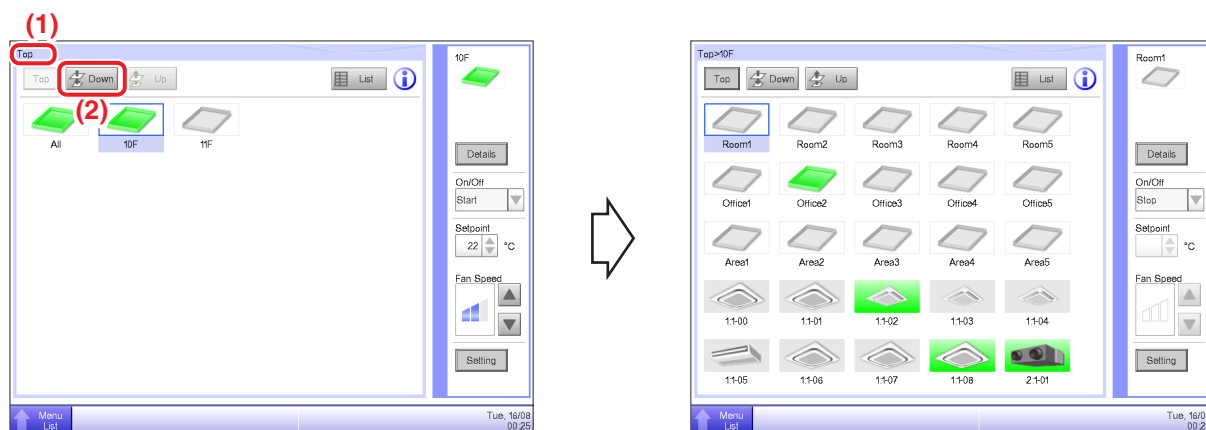 (1)
Top
Top Down Up List
(2)
All 10F 11F
10F
Details
On/Off
Start
Setpoint
22 °C
Fan Speed
Setting
Menu
List
Tue, 16/08
00:25
Top>10F
Top Down Up List
Room1 Room2 Room3 Room4 Room5
Office1 Office2 Office3 Office4 Office5
Area1 Area2 Area3 Area4 Area5
1:1-00 1:1-01 1:1-02 1:1-03 1:1-04
1:1-05 1:1-06 1:1-07 1:1-08 2:1-01
Room1
Details
On/Off
Stop
Setpoint
°C
Fan Speed
Setting
Menu
List
Tue, 16/0
00:2